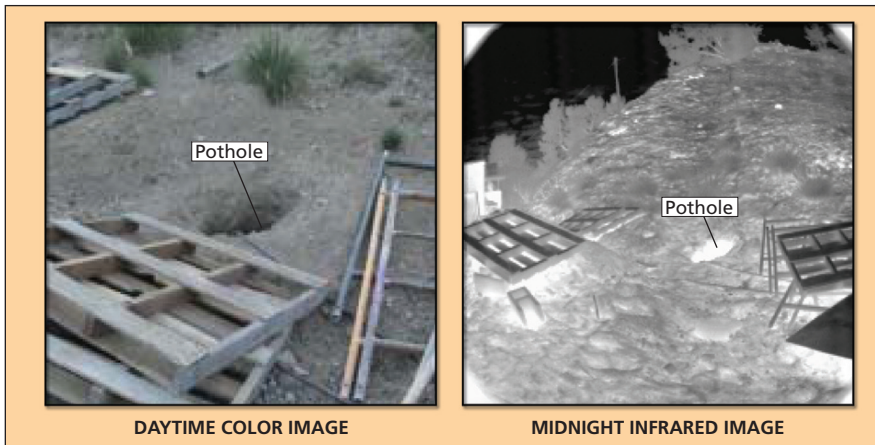 Pothole
Pothole
DAYTIME COLOR IMAGE
MIDNIGHT INFRARED IMAGE